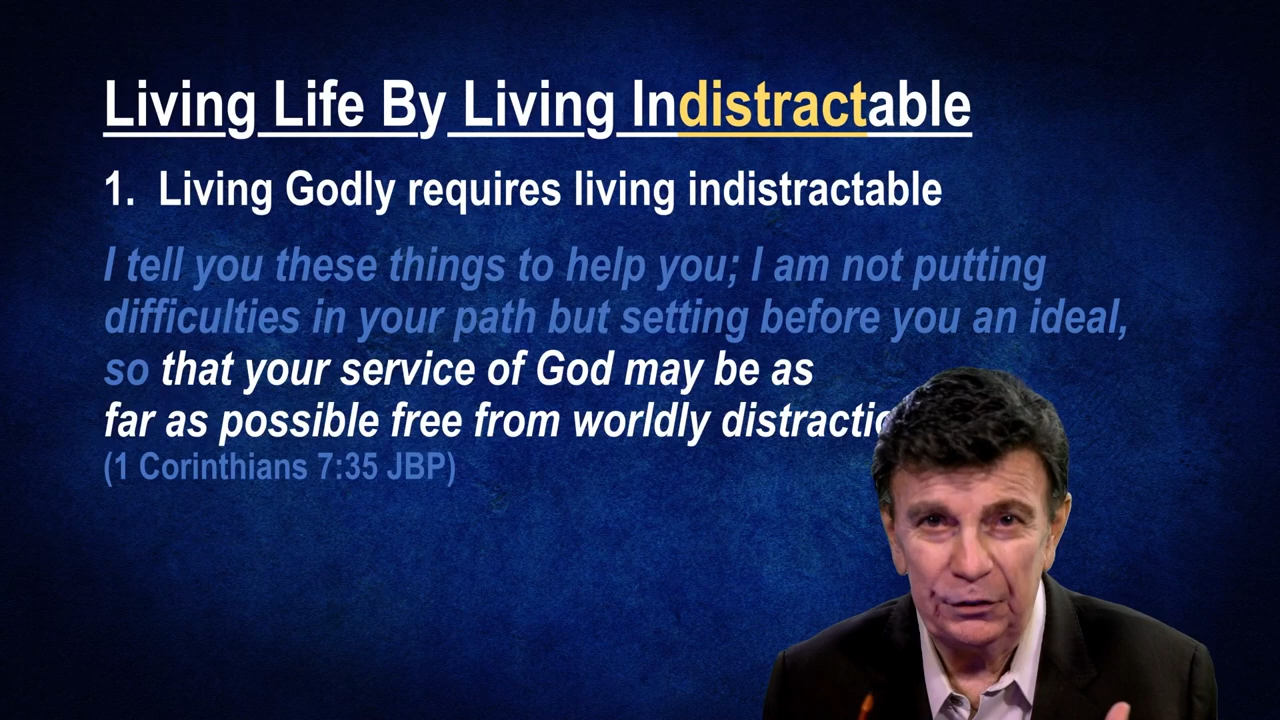 Living Life By Living Indistractable
1. Living Godly requires living indistractable
I tell you these things to help you; I am not putting
difficulties in your path but setting before you an ideal,
so that your service of God may be as
far as possible free from worldly
(1 Corinthians 7:35 JBP)